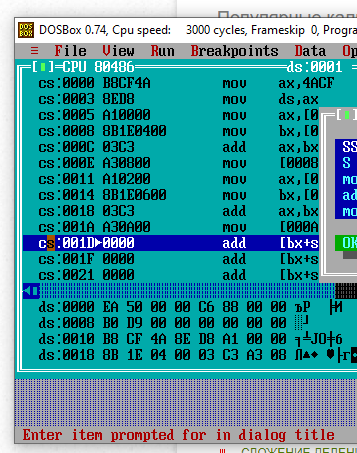 Популярные кал
DOSBox 0.74, Cpu speed: 3000 cycles, Frameskip 0, Progra
≡ File View Run Breakpoints Data Op
[■]=CPU 80486 ds:0001
cs:0000 B8CF4A mov ax,4ACF
cs:0003 8ED8 mov ds,ax
cs:0005 A10000 mov ax,[0
cs:0008 8B1E0400 mov bx,[0
cs:000C 03C3 add ax,bx
cs:000E A30800 mov [0008
cs:0011 A10200 mov ax,[0
cs:0014 8B1E0600 mov bx,[0
cs:0018 03C3 add ax,bx
cs:001A A30A00 mov [000A
cs:001D►0000 add [bx+s
cs:001F 0000 add [bx+s
cs:0021 0000 add [bx+s
[■]
SS
S
mo
ad
mo
OK
ds:0000 EA 50 00 00 C6 88 00 00 ъP ╞И
ds:0008 B0 D9 00 00 00 00 00 00 ░┘
ds:0010 B8 CF 4A 8E D8 A1 00 00 ╕╧JО╪б
ds:0018 8B 1E 04 00 03 C3 A3 08 Л▲♦ ♥├г◘
Enter item prompted for in dialog title
СЛОЖЕНИЕ ДЕЛЕНИ